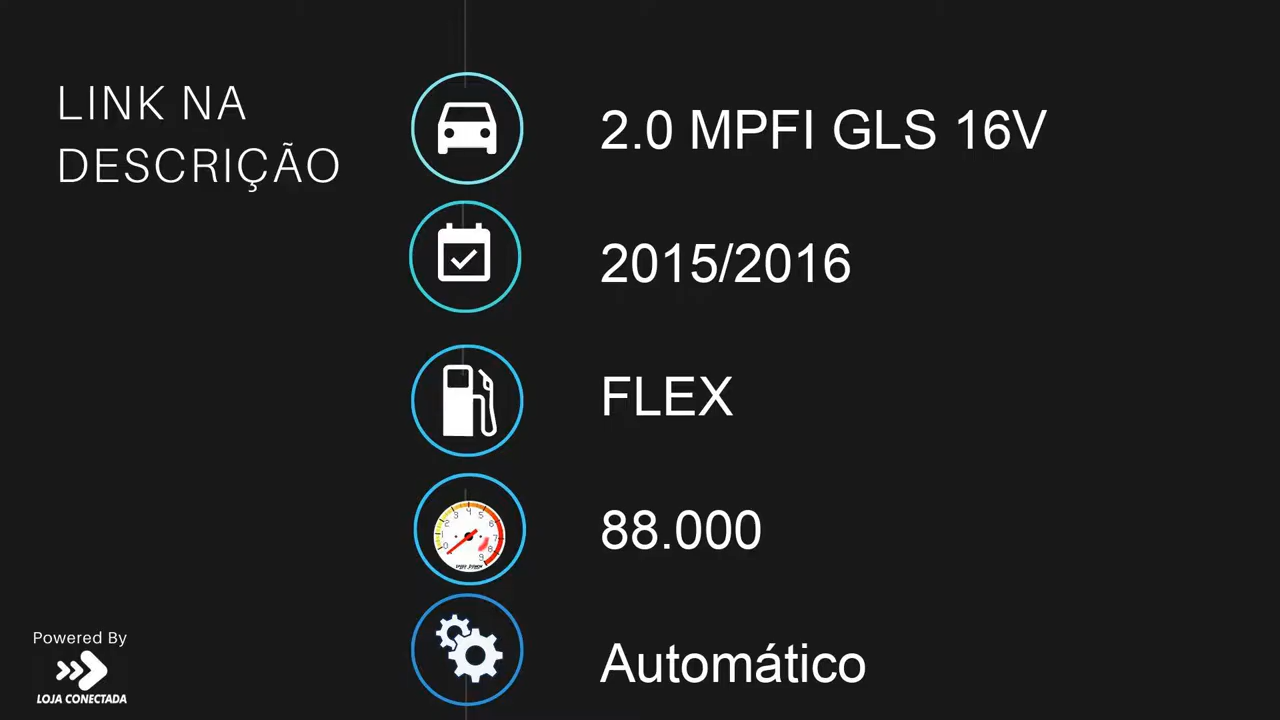 LINK NA
DESCRIÇÃO
2.0 MPFI GLS 16V
2015/2016
FLEX
88.000
Automático
Powered By
LOJA CONECTADA